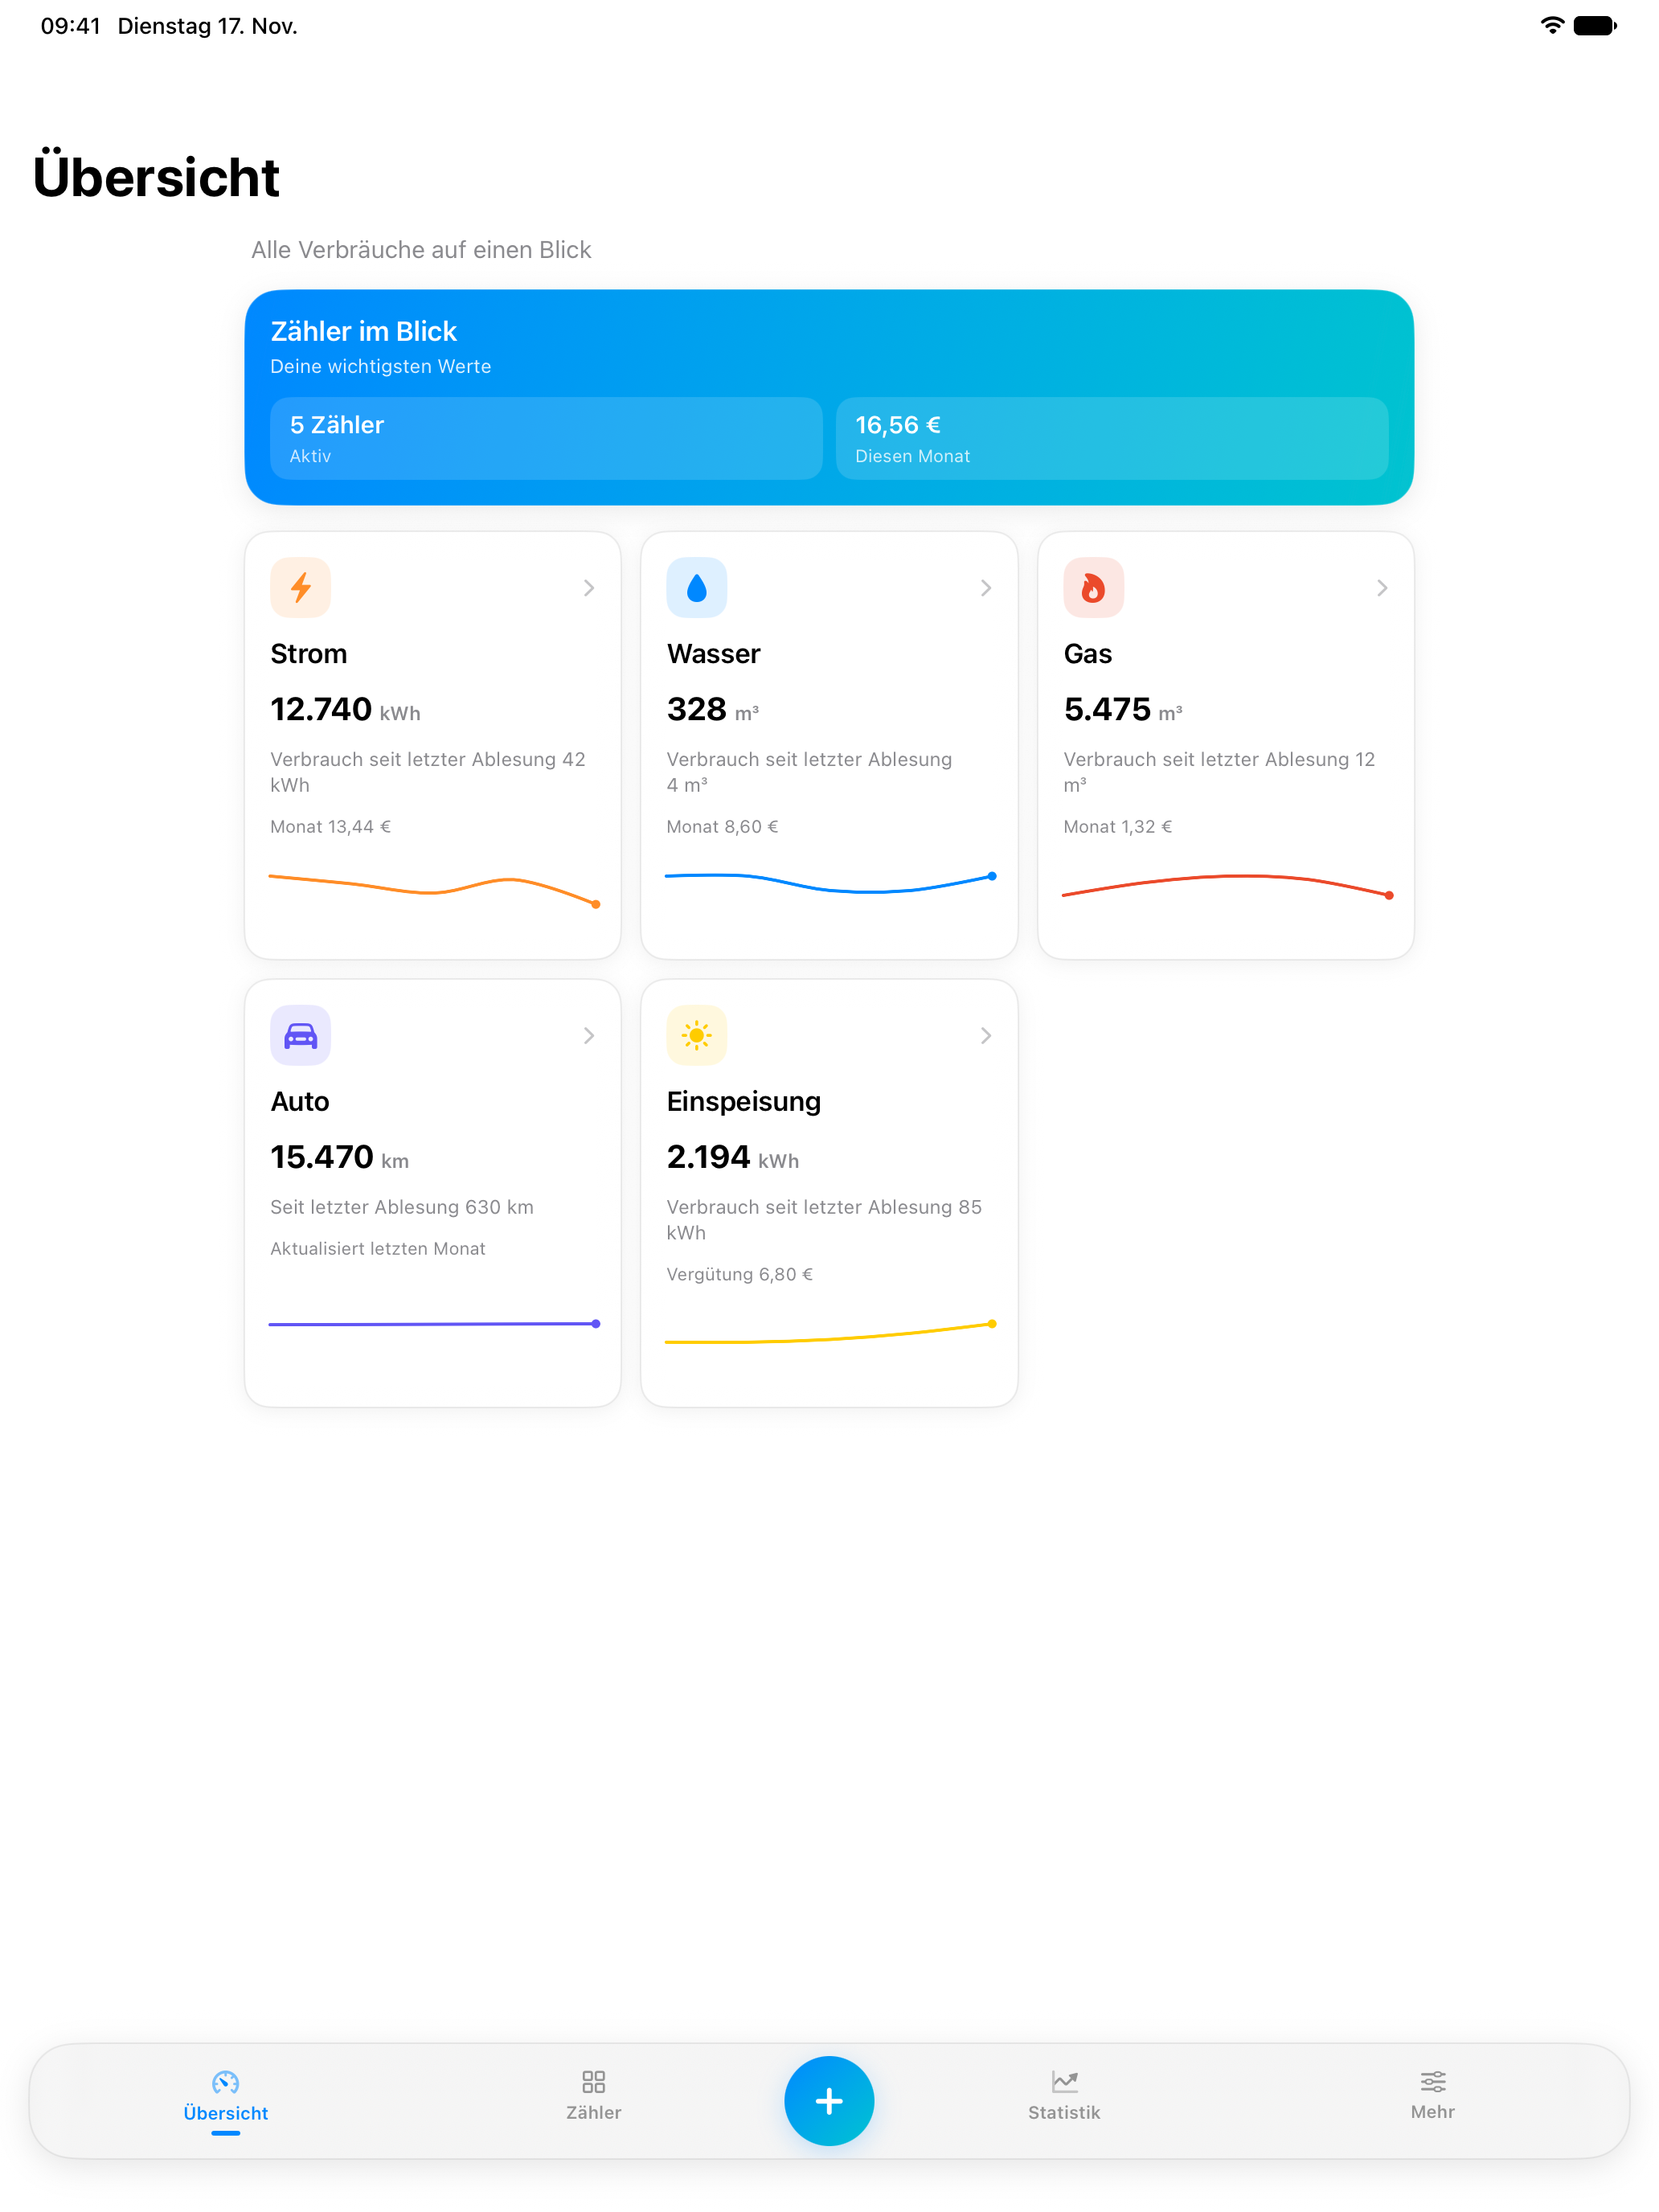 09:41 Dienstag 17. Nov.
Übersicht
Alle Verbräuche auf einen Blick
Zähler im Blick
Deine wichtigsten Werte
5 Zähler
Aktiv
16,56 €
Diesen Monat
Strom
12.740 kWh
Verbrauch seit letzter Ablesung 42
kWh
Monat 13,44 €
Wasser
328 m³
Verbrauch seit letzter Ablesung
4 m³
Monat 8,60 €
Gas
5.475 m³
Verbrauch seit letzter Ablesung 12
m³
Monat 1,32 €
Auto
15.470 km
Seit letzter Ablesung 630 km
Aktualisiert letzten Monat
Einspeisung
2.194 kWh
Verbrauch seit letzter Ablesung 85
kWh
Vergütung 6,80 €
Übersicht
Zähler
Statistik
Mehr